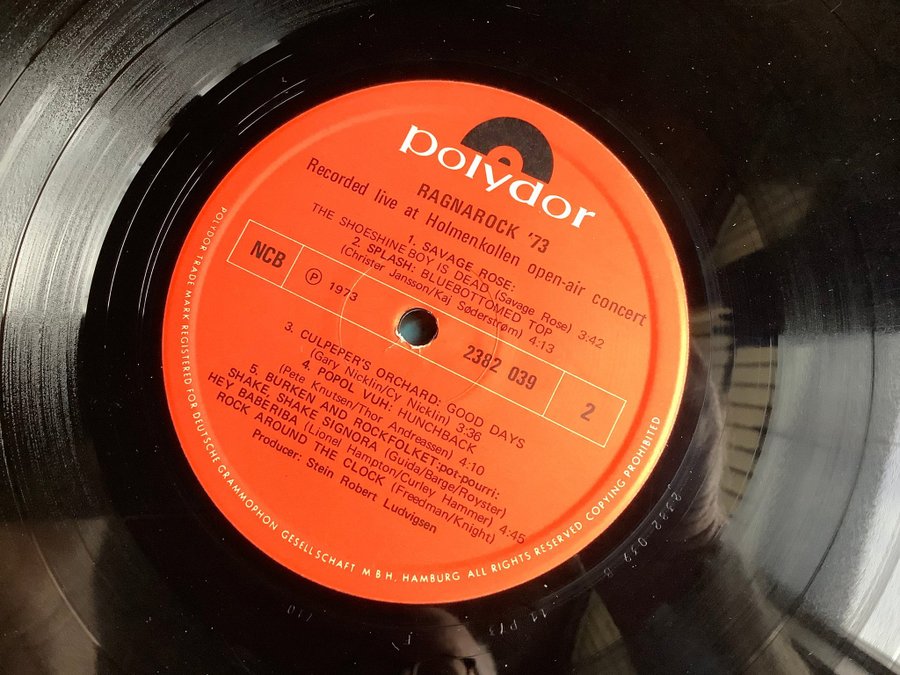 polydor
RAGNAROCK '73
Recorded live at Holmenkollen open-air concert
1. SAVAGE ROSE:
THE SHOESHINE BOY IS DEAD (Savage Rose) 3:42
2. SPLASH: BLUEBOTTOMED TOP
(Christer Jansson/Kaj Søderstrøm) 4:13
NCB
℗ 1973
2382 039
2
3. CULPEPER'S ORCHARD: GOOD DAYS
(Gary Nicklin/Cy Nicklin) 3:36
4. POPOL VUH: HUNCHBACK
(Pete Knutsen/Thor Andreassen) 4:10
5. BURKEN AND ROCKFOLKET:pot-pourri:
SHAKE SHAKE SIGNORA (Guida/Barge/Royster)
HEY BABERIBA (Lionel Hampton/Curley Hammer)
ROCK AROUND THE CLOCK (Freedman/Knight) 4:45
Producer: Stein Robert Ludvigsen
POLYDOR TRADE MARK REGISTERED FOR DEUTSCHE GRAMMOPHON GESELLSCHAFT M B H, HAMBURG ALL RIGHTS RESERVED COPYING PROHIBITED
2382 039 B
11 P73